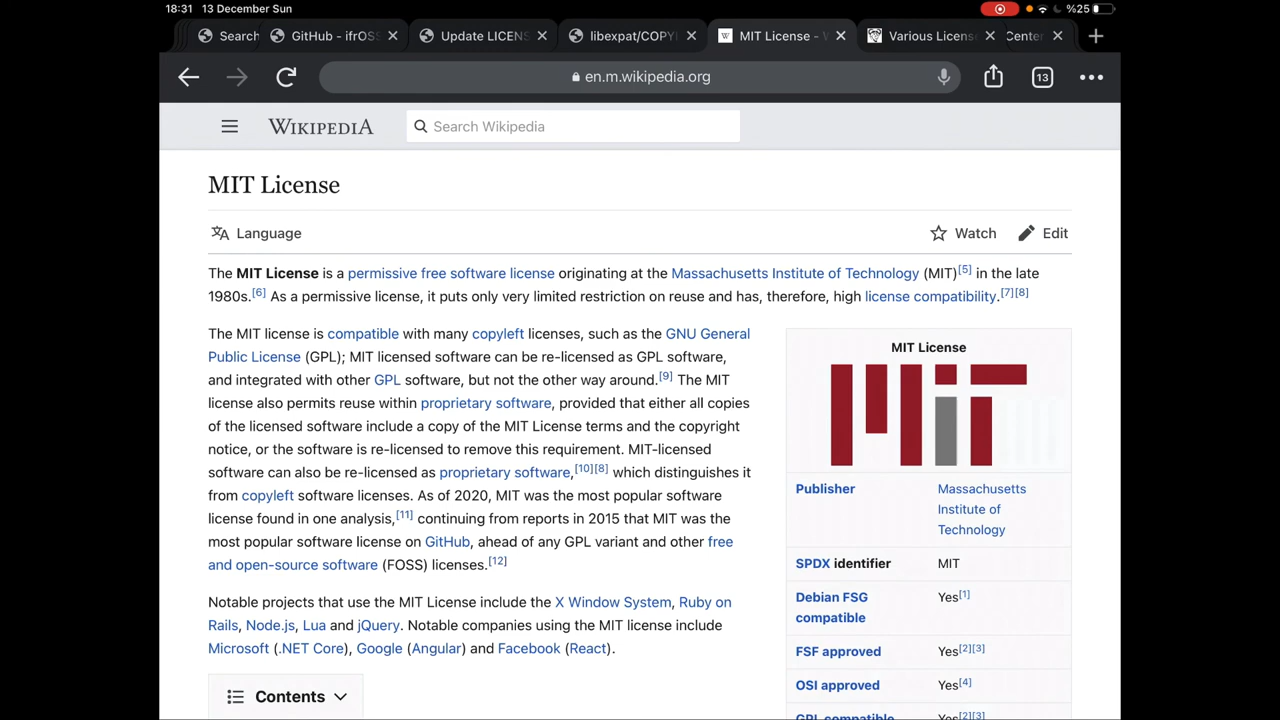 18:31 13 December Sun %25
Search GitHub - ifrOS Update LICEN libexpat/COPY MIT License - W Various Licens Center
en.m.wikipedia.org 13
WIKIPEDIA Search Wikipedia
MIT License
Language Watch Edit
The MIT License is a permissive free software license originating at the Massachusetts Institute of Technology (MIT)[5] in the late
1980s.[6] As a permissive license, it puts only very limited restriction on reuse and has, therefore, high license compatibility.[7][8]
The MIT license is compatible with many copyleft licenses, such as the GNU General
Public License (GPL); MIT licensed software can be re-licensed as GPL software,
and integrated with other GPL software, but not the other way around.[9] The MIT
license also permits reuse within proprietary software, provided that either all copies
of the licensed software include a copy of the MIT License terms and the copyright
notice, or the software is re-licensed to remove this requirement. MIT-licensed
software can also be re-licensed as proprietary software,[10][8] which distinguishes it
from copyleft software licenses. As of 2020, MIT was the most popular software
license found in one analysis,[11] continuing from reports in 2015 that MIT was the
most popular software license on GitHub, ahead of any GPL variant and other free
and open-source software (FOSS) licenses.[12]
Notable projects that use the MIT License include the X Window System, Ruby on
Rails, Node.js, Lua and jQuery. Notable companies using the MIT license include
Microsoft (.NET Core), Google (Angular) and Facebook (React).
Contents
MIT License
Publisher Massachusetts
Institute of
Technology
SPDX identifier MIT
Debian FSG Yes[1]
compatible
FSF approved Yes[2][3]
OSI approved Yes[4]
GPL compatible Yes[2][3]